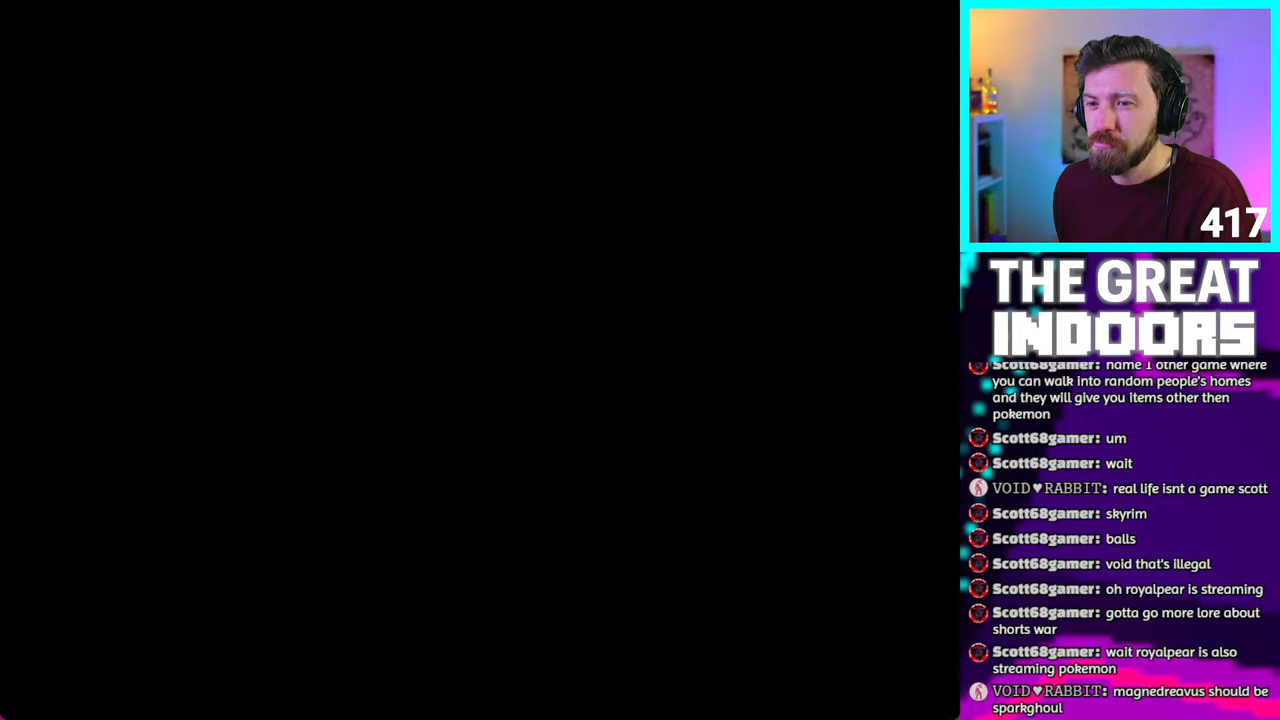 417
THE GREAT
INDOORS
Scott68gamer: name 1 other game where
you can walk into random people's homes
and they will give you items other then
pokemon
Scott68gamer: um
Scott68gamer: wait
VOID♥RABBIT: real life isnt a game scott
Scott68gamer: skyrim
Scott68gamer: balls
Scott68gamer: void that's illegal
Scott68gamer: oh royalpear is streaming
Scott68gamer: gotta go more lore about
shorts war
Scott68gamer: wait royalpear is also
streaming pokemon
VOID♥RABBIT: magnedreavus should be
sparkghoul